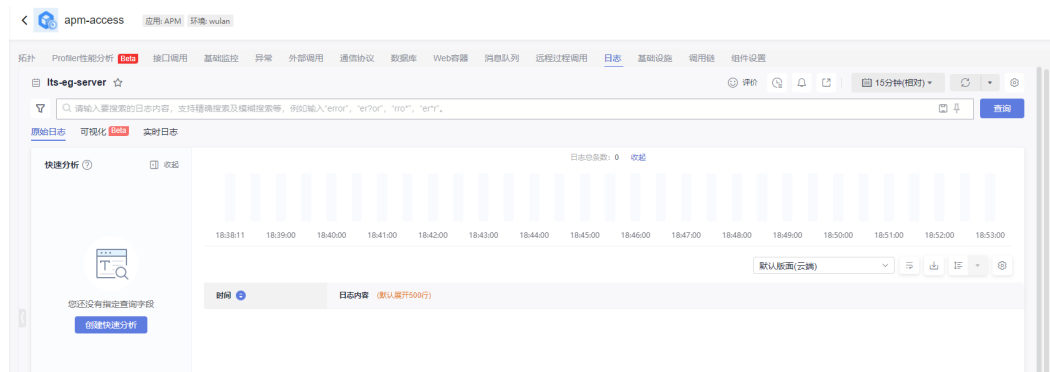 apm-access 应用: APM 环境: wulan
拓扑 Profiler性能分析 Beta 接口调用 基础监控 异常 外部调用 通信协议 数据库 Web容器 消息队列 远程过程调用 日志 基础设施 调用链 组件设置
lts-eg-server 评价 15分钟(相对)
请输入要搜索的日志内容，支持精确搜索及模糊搜索等，例如输入"error"，"er?or"，"rro*"，"er*r"。 查询
原始日志 可视化 Beta 实时日志
快速分析 收起
日志总条数: 0 收起
18:38:11 18:39:00 18:40:00 18:41:00 18:42:00 18:43:00 18:44:00 18:45:00 18:46:00 18:47:00 18:48:00 18:49:00 18:50:00 18:51:00 18:52:00 18:53:00
默认版面(云端)
时间 日志内容 (默认展开500行)
您还没有指定查询字段
创建快速分析